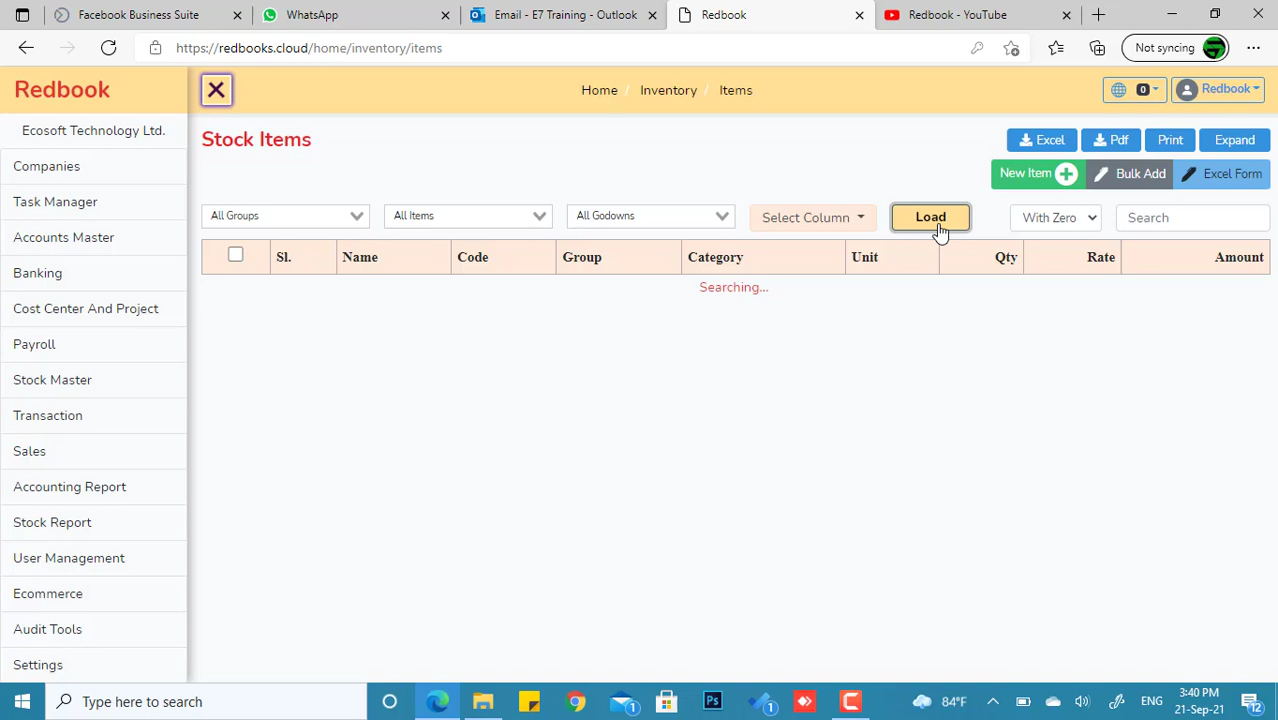 Facebook Business Suite
WhatsApp
Email - E7 Training - Outlook
Redbook
Redbook - YouTube
https://redbooks.cloud/home/inventory/items
Not syncing
Redbook
Home / Inventory / Items
0
Redbook
Ecosoft Technology Ltd.
Companies
Task Manager
Accounts Master
Banking
Cost Center And Project
Payroll
Stock Master
Transaction
Sales
Accounting Report
Stock Report
User Management
Ecommerce
Audit Tools
Settings
Stock Items
Excel
Pdf
Print
Expand
New Item
Bulk Add
Excel Form
All Groups
All Items
All Godowns
Select Column
Load
With Zero
Search
Sl. Name Code Group Category Unit Qty Rate Amount
Searching...
Type here to search
Ps
1
1
84°F
ENG
3:40 PM
21-Sep-21
12